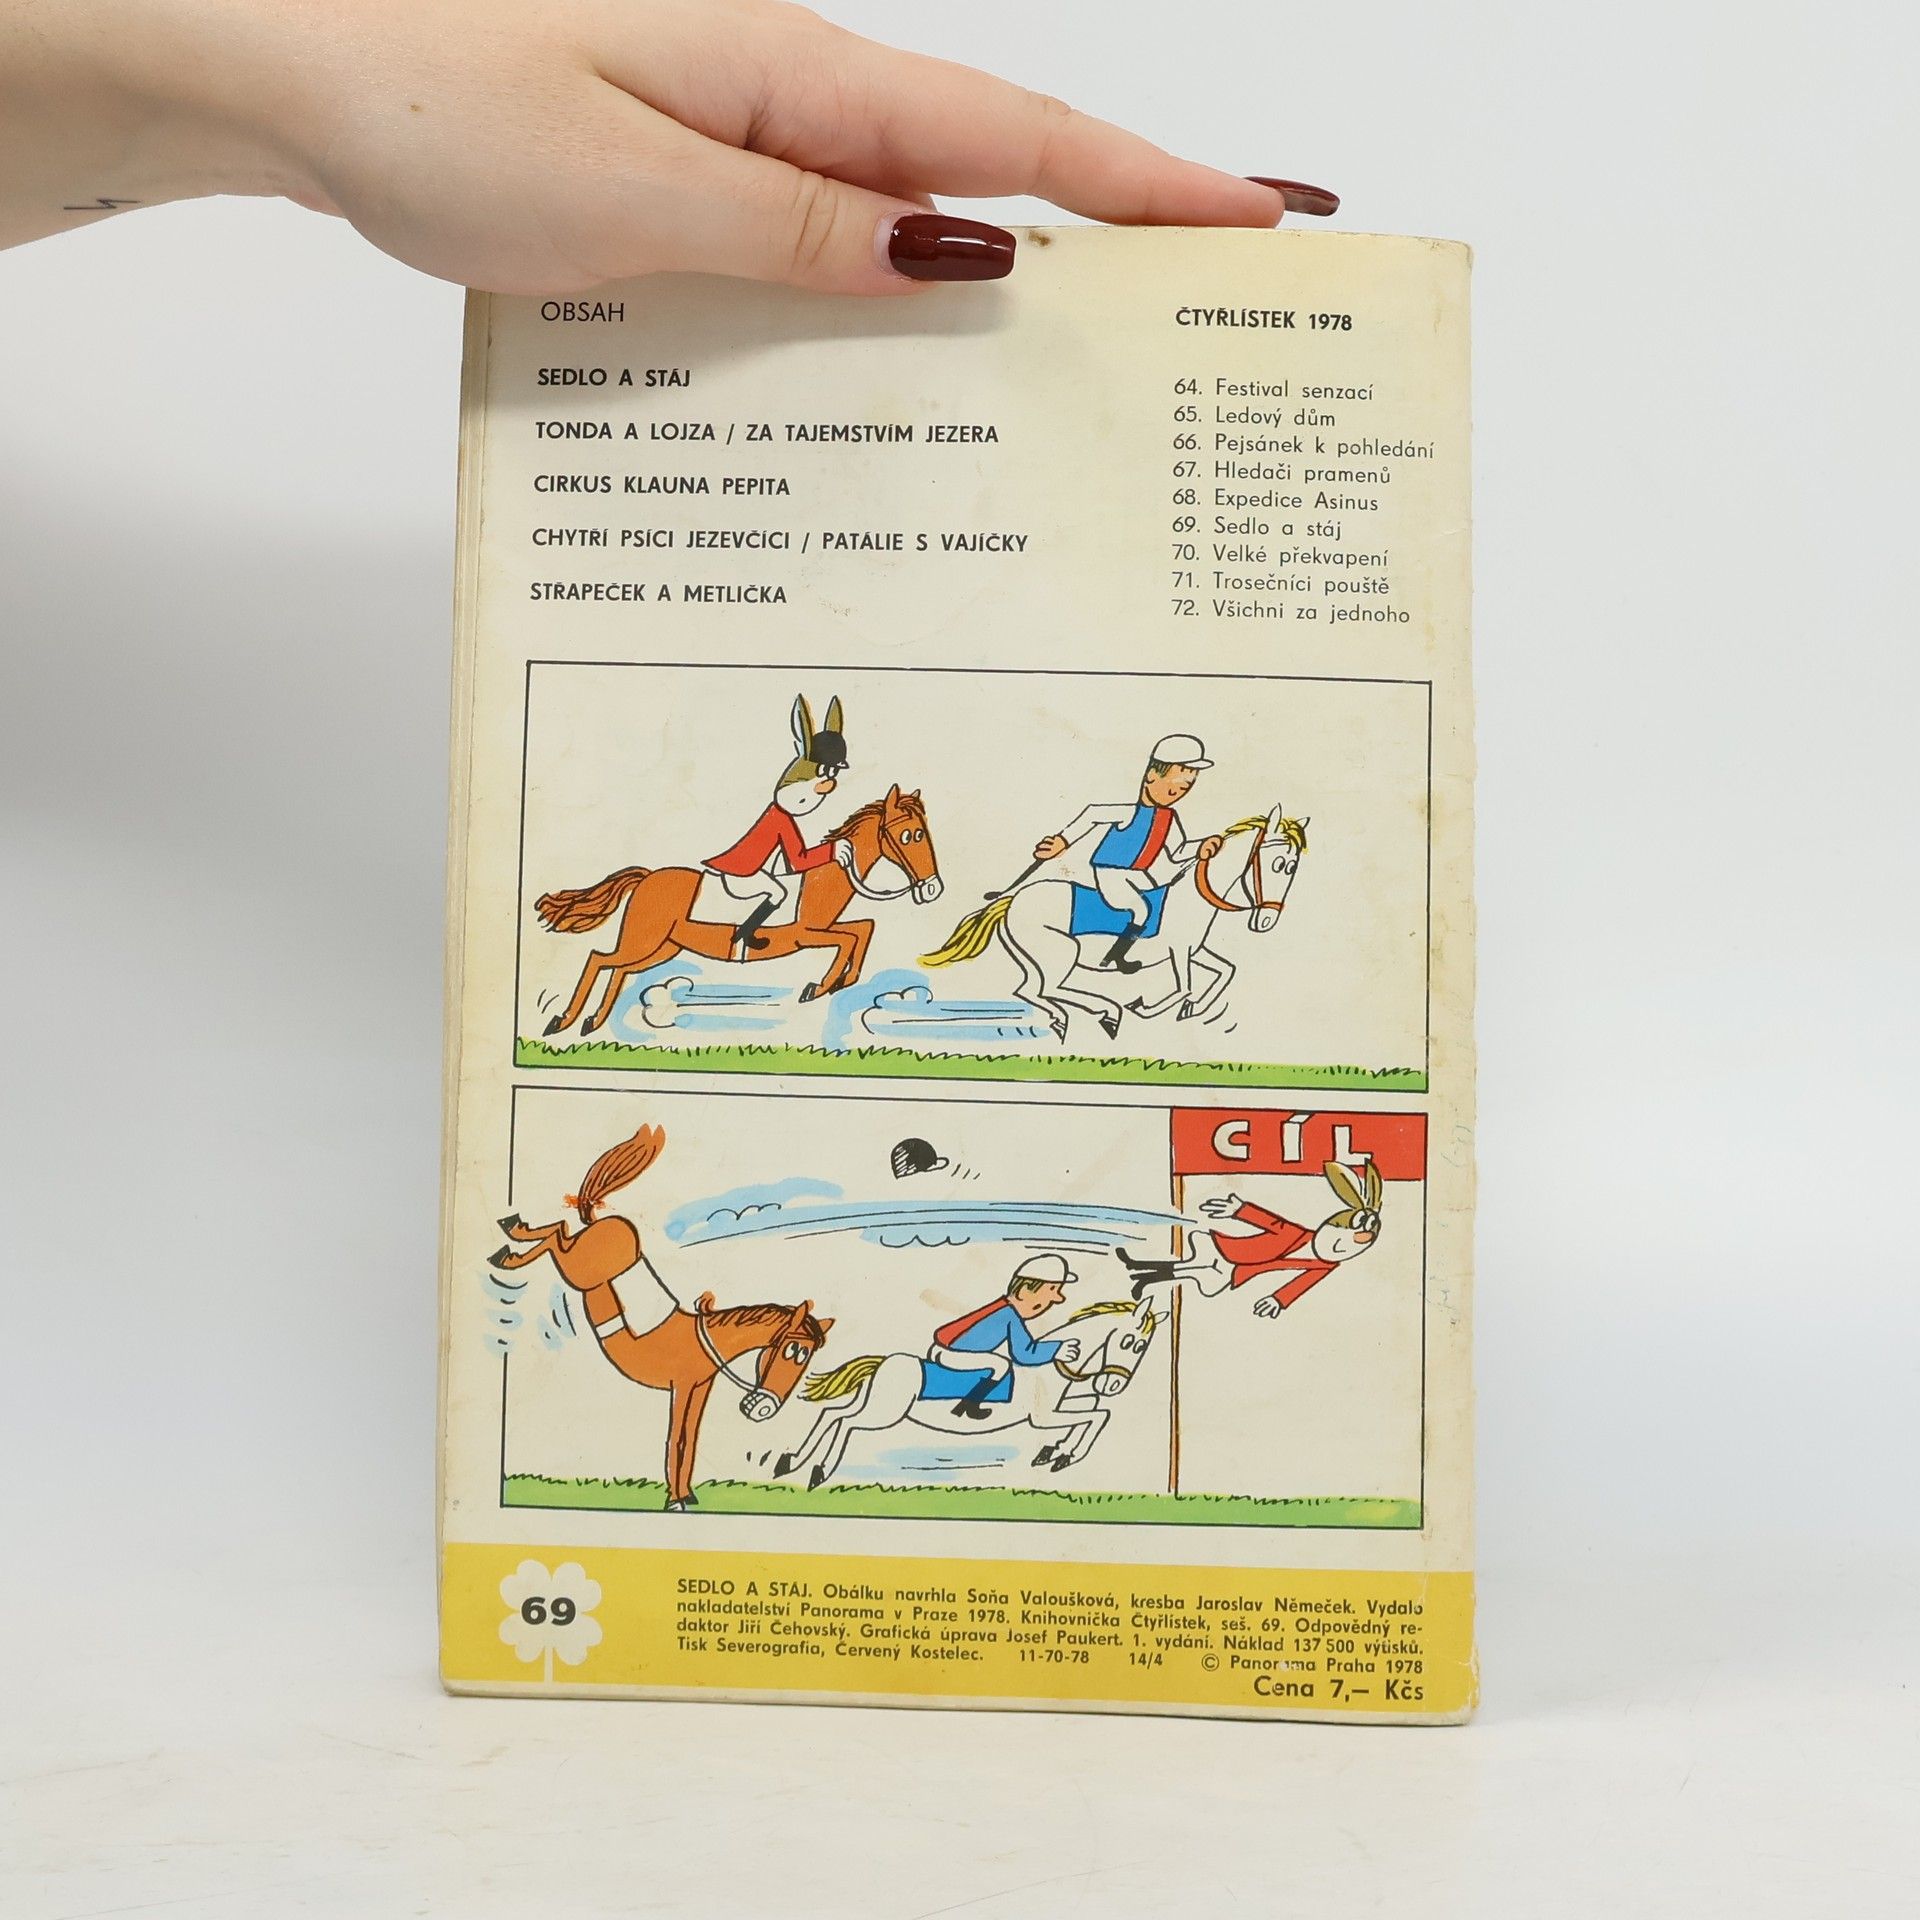 OBSAH
SEDLO A STÁJ
TONDA A LOJZA / ZA TAJEMSTVÍM JEZERA
CIRKUS KLAUNA PEPITA
CHYTŘÍ PSÍCI JEZEVČÍCI / PATÁLIE S VAJÍČKY
STŘAPEČEK A METLIČKA
ČTYŘLÍSTEK 1978
64. Festival senzací
65. Ledový dům
66. Pejsánek k pohledání
67. Hledači pramenů
68. Expedice Asinus
69. Sedlo a stáj
70. Velké překvapení
71. Trosečníci pouště
72. Všichni za jednoho
CÍL
69
SEDLO A STÁJ. Obálku navrhla Soňa Valoušková, kresba Jaroslav Němeček. Vydalo
nakladatelství Panorama v Praze 1978. Knihovnička Čtyřlístek, seš. 69. Odpovědný re-
daktor Jiří Čehovský. Grafická úprava Josef Paukert. 1. vydání. Náklad 137 500 výtisků.
Tisk Severografia, Červený Kostelec. 11-70-78 14/4 © Panorama Praha 1978
Cena 7,— Kčs